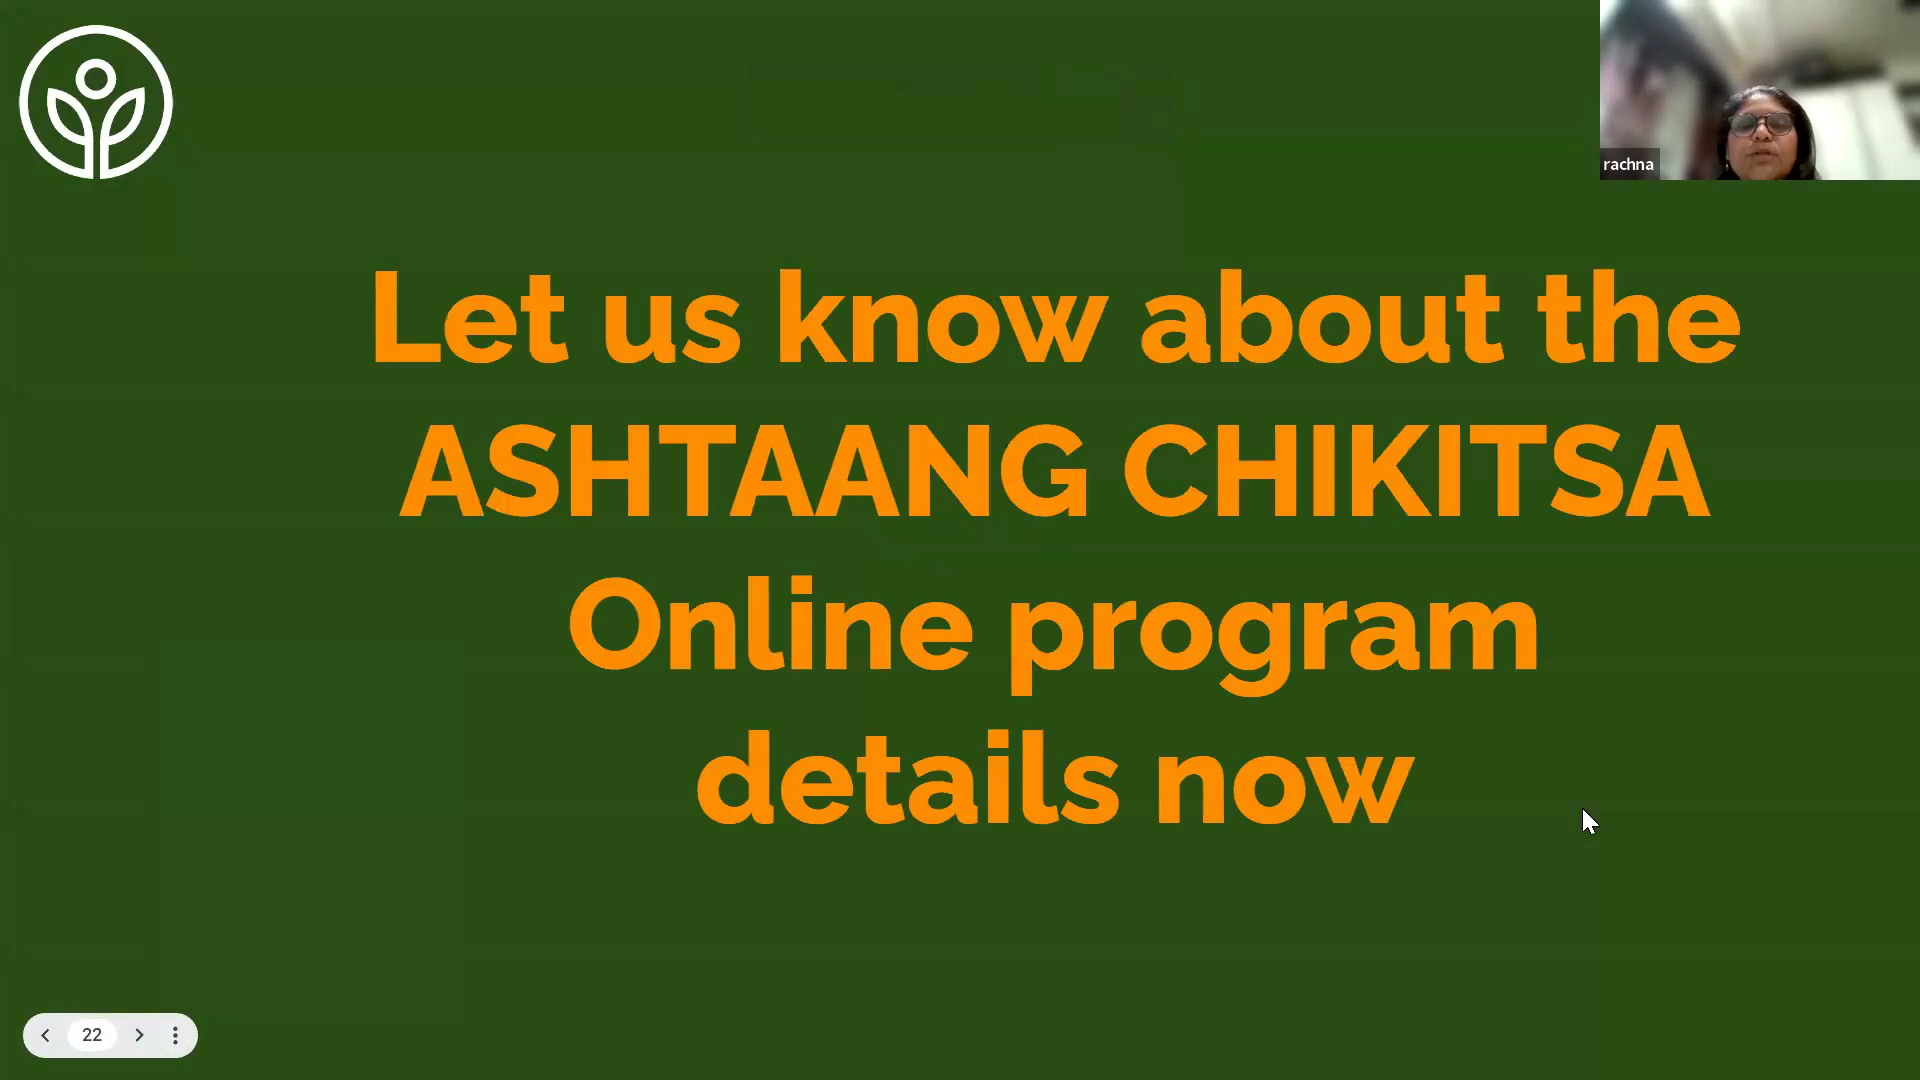 rachna
Let us know about the
ASHTAANG CHIKITSA
Online program
details now
22